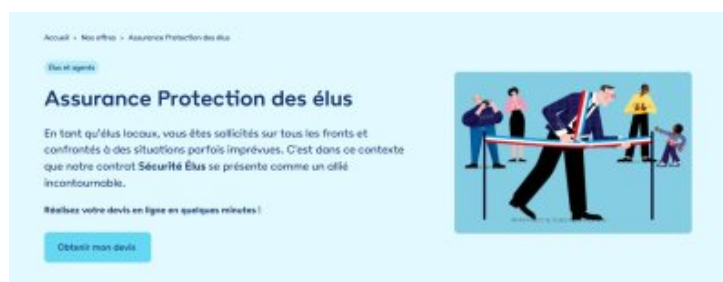 Accueil > Nos offres > Assurance Protection des élus
Élus et agents
Assurance Protection des élus
En tant qu'élus locaux, vous êtes sollicités sur tous les fronts et
confrontés à des situations parfois imprévues. C'est dans ce contexte
que notre contrat Sécurité Élus se présente comme un allié
incontournable.
Réalisez votre devis en ligne en quelques minutes !
Obtenir mon devis